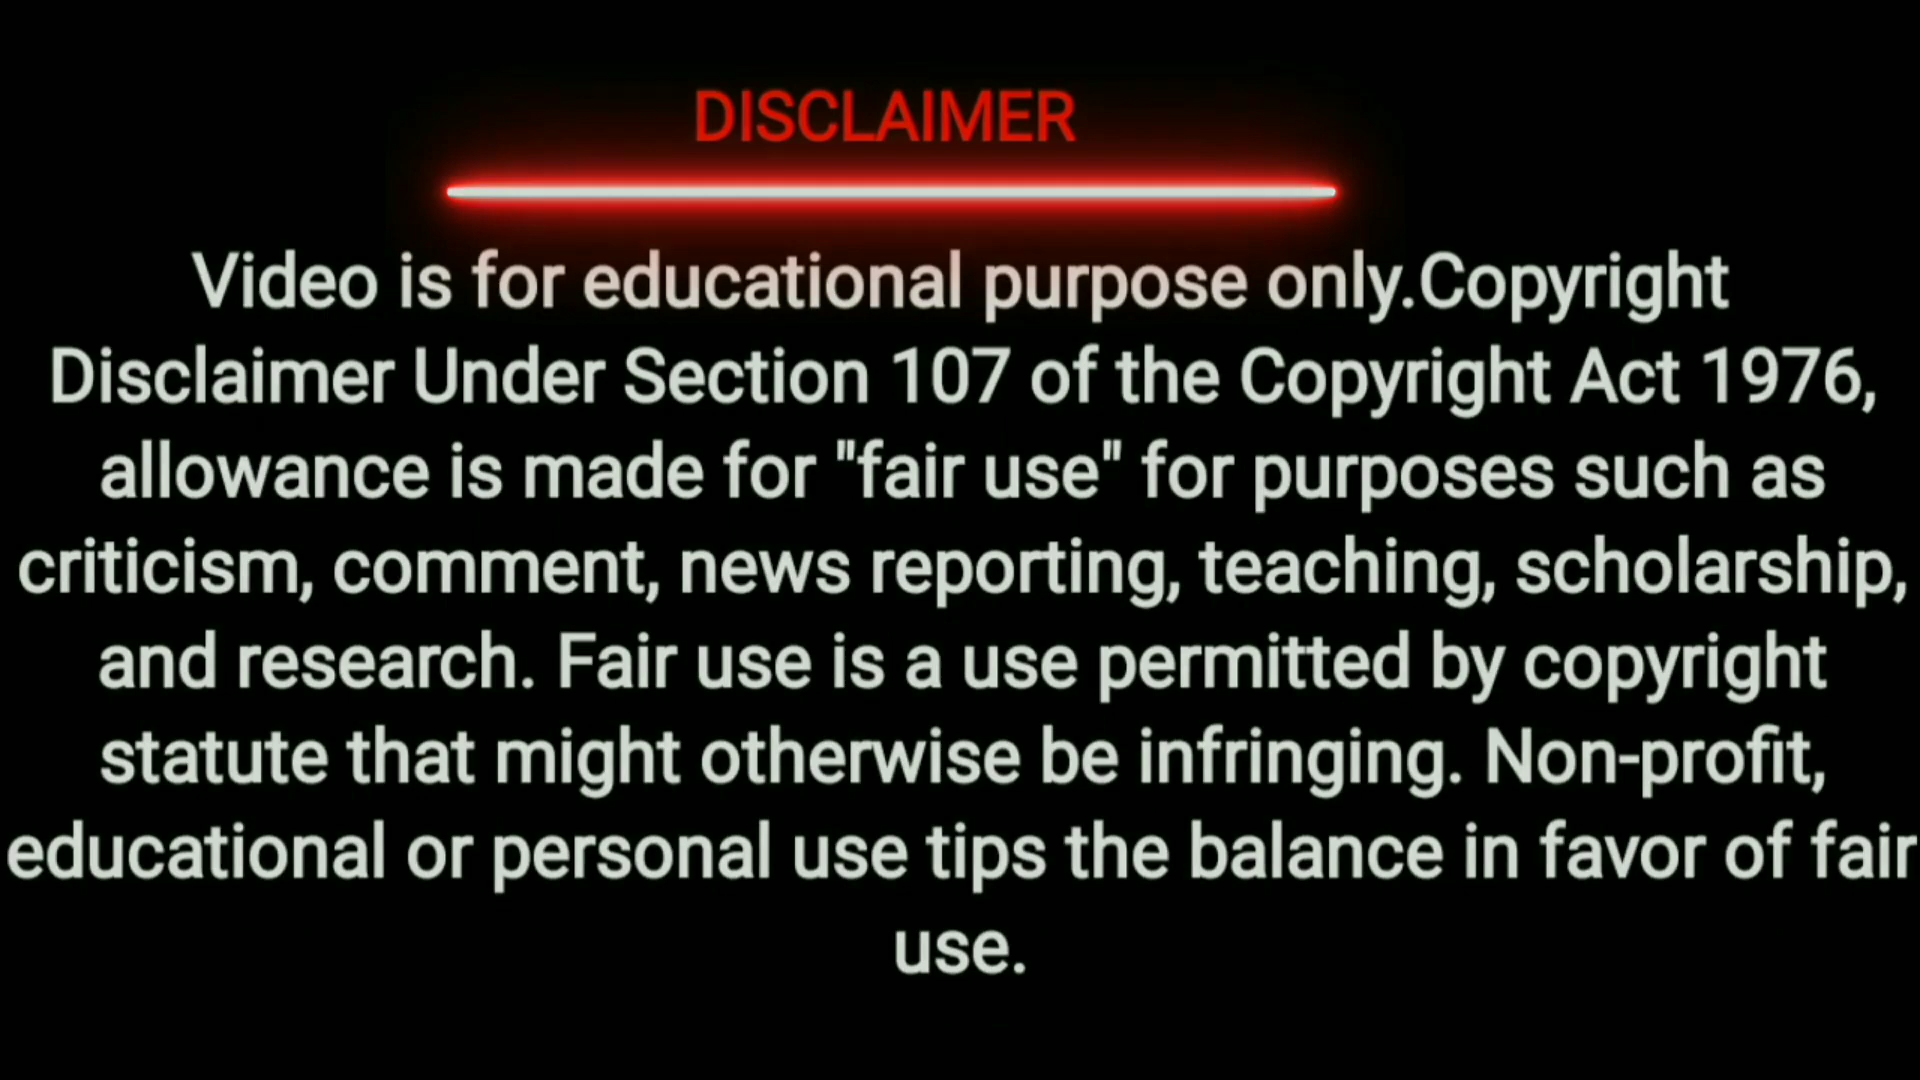 DISCLAIMER
Video is for educational purpose only.Copyright
Disclaimer Under Section 107 of the Copyright Act 1976,
allowance is made for "fair use" for purposes such as
criticism, comment, news reporting, teaching, scholarship,
and research. Fair use is a use permitted by copyright
statute that might otherwise be infringing. Non-profit,
educational or personal use tips the balance in favor of fair
use.